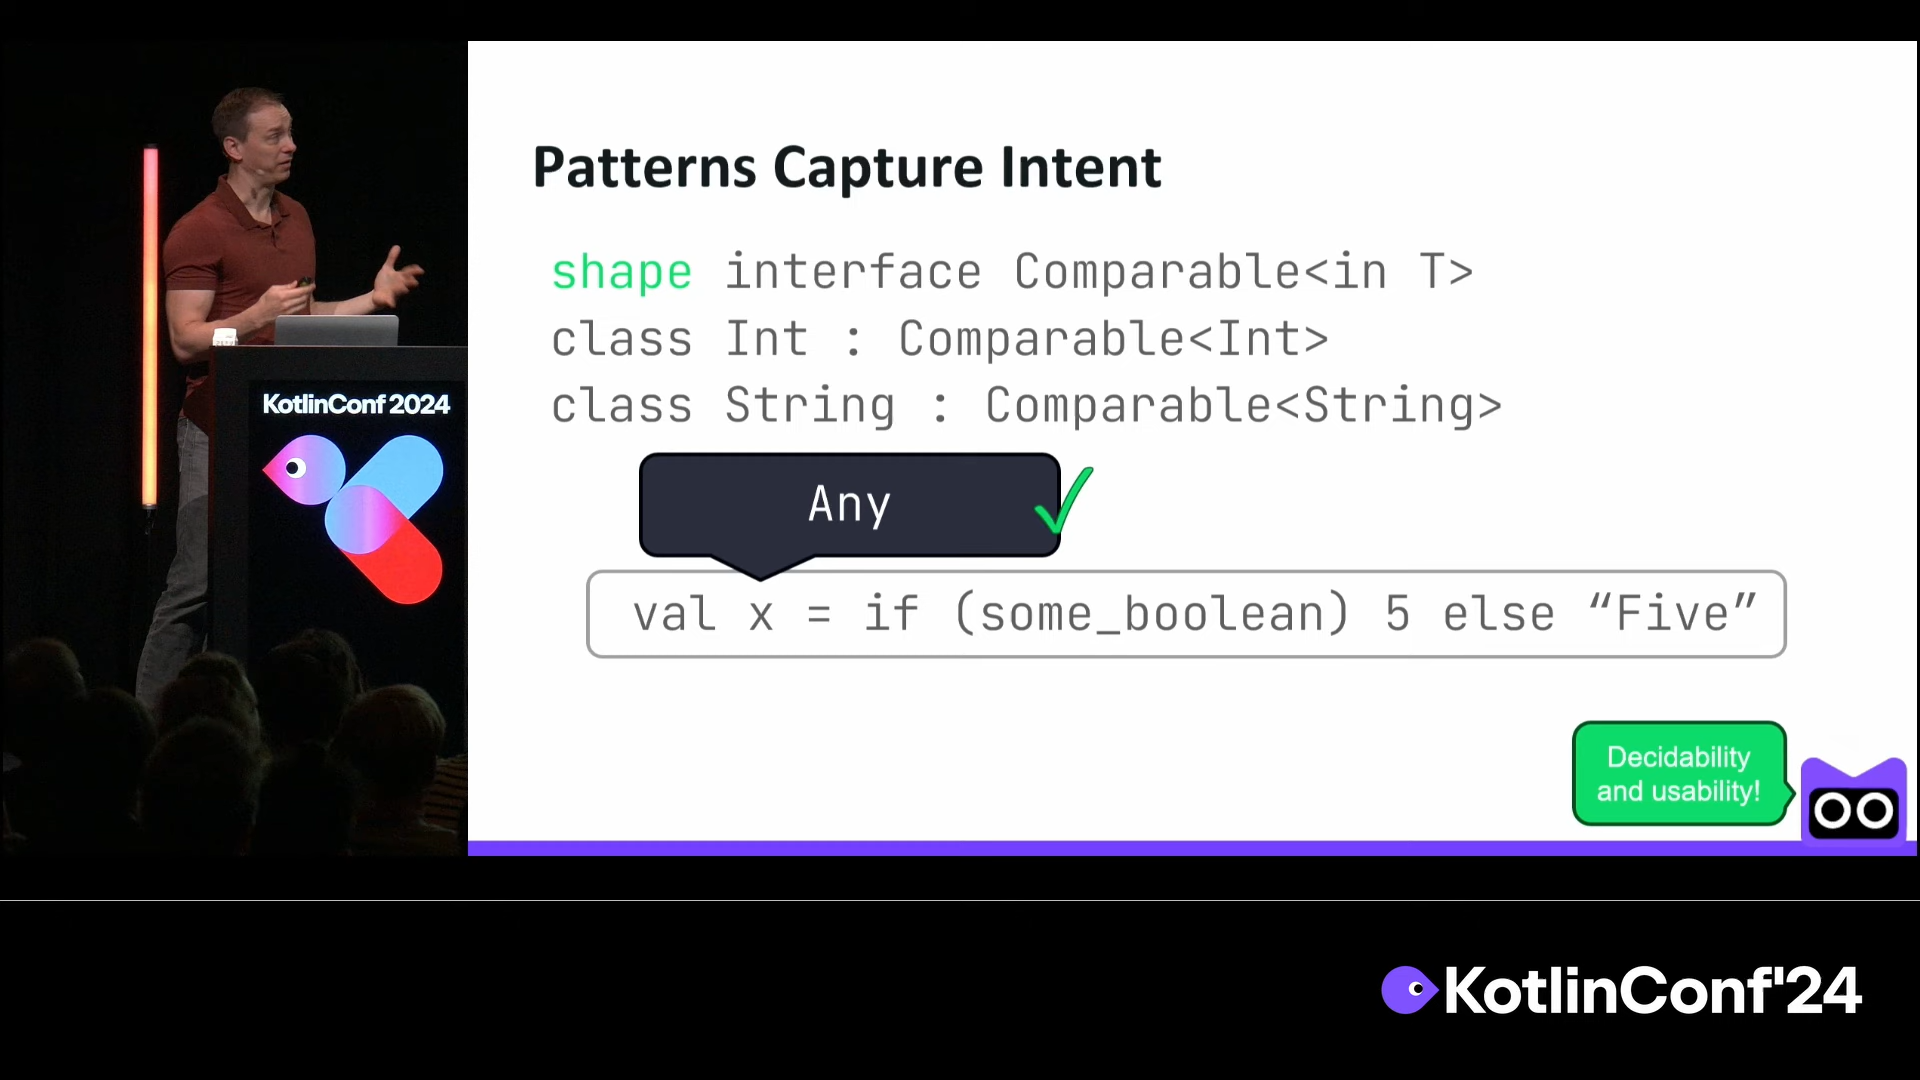 Patterns Capture Intent
shape interface Comparable<in T>
class Int : Comparable<Int>
class String : Comparable<String>
Any
val x = if (some_boolean) 5 else “Five”
Decidability
and usability!
KotlinConf 2024
KotlinConf'24